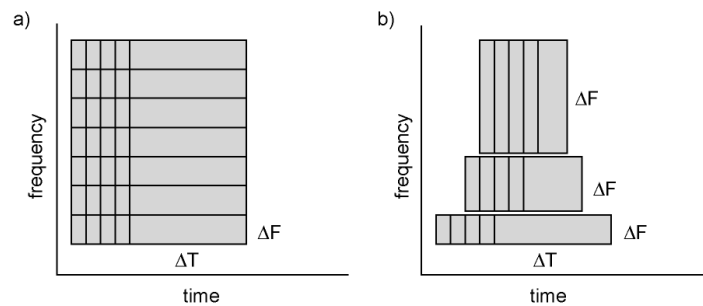 a)
frequency
ΔF
ΔT
time
b)
frequency
ΔF
ΔF
ΔF
ΔT
time